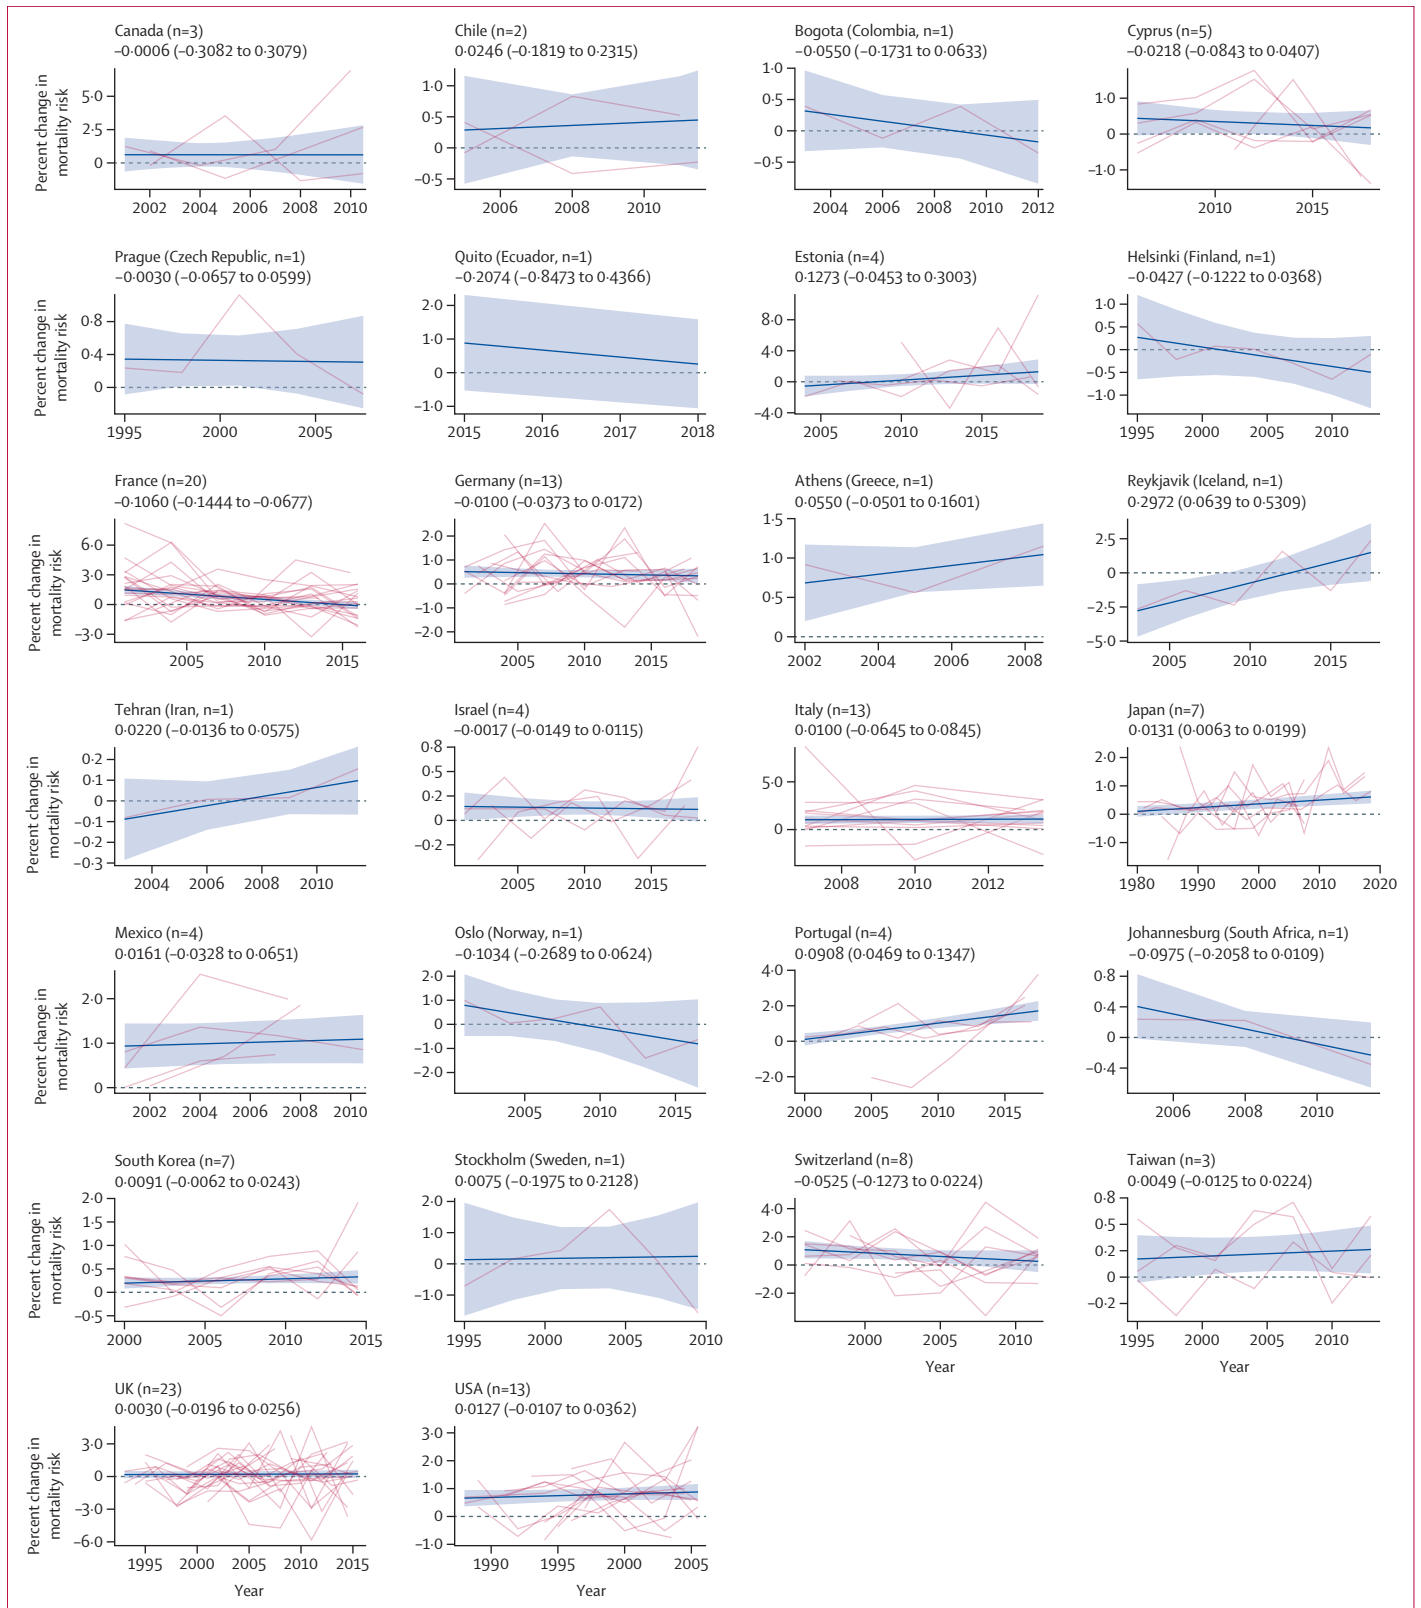 Canada (n=3)
–0·0006 (–0·3082 to 0·3079)
Percent change in
mortality risk
5·0
2·5
0
2002 2004 2006 2008 2010
Chile (n=2)
0·0246 (–0·1819 to 0·2315)
1·0
0·5
0
–0·5
2006 2008 2010
Bogota (Colombia, n=1)
–0·0550 (–0·1731 to 0·0633)
1·0
0·5
0
–0·5
2004 2006 2008 2010 2012
Cyprus (n=5)
–0·0218 (–0·0843 to 0·0407)
1·0
0
–1·0
2010 2015
Prague (Czech Republic, n=1)
–0·0030 (–0·0657 to 0·0599)
Percent change in
mortality risk
0·8
0·4
0
1995 2000 2005
Quito (Ecuador, n=1)
–0·2074 (–0·8473 to 0·4366)
2·0
1·0
0
–1·0
2015 2016 2017 2018
Estonia (n=4)
0·1273 (–0·0453 to 0·3003)
8·0
4·0
0
–4·0
2005 2010 2015
Helsinki (Finland, n=1)
–0·0427 (–0·1222 to 0·0368)
1·0
0·5
0
–0·5
–1·0
1995 2000 2005 2010
France (n=20)
–0·1060 (–0·1444 to –0·0677)
Percent change in
mortality risk
6·0
3·0
0
–3·0
2005 2010 2015
Germany (n=13)
–0·0100 (–0·0373 to 0·0172)
2·0
1·0
0
–1·0
–2·0
2005 2010 2015
Athens (Greece, n=1)
0·0550 (–0·0501 to 0·1601)
1·5
1·0
0·5
0
2002 2004 2006 2008
Reykjavik (Iceland, n=1)
0·2972 (0·0639 to 0·5309)
2·5
0
–2·5
–5·0
2005 2010 2015
Tehran (Iran, n=1)
0·0220 (–0·0136 to 0·0575)
Percent change in
mortality risk
0·2
0·1
0
–0·1
–0·2
–0·3
2004 2006 2008 2010
Israel (n=4)
–0·0017 (–0·0149 to 0·0115)
0·8
0·5
0·2
0
–0·2
2005 2010 2015
Italy (n=13)
0·0100 (–0·0645 to 0·0845)
5·0
0
2008 2010 2012
Japan (n=7)
0·0131 (0·0063 to 0·0199)
2·0
1·0
0
–1·0
1980 1990 2000 2010 2020
Mexico (n=4)
0·0161 (–0·0328 to 0·0651)
Percent change in
mortality risk
2·0
1·0
0
2002 2004 2006 2008 2010
Oslo (Norway, n=1)
–0·1034 (–0·2689 to 0·0624)
2·0
1·0
0
–1·0
–2·0
2005 2010 2015
Portugal (n=4)
0·0908 (0·0469 to 0·1347)
4·0
2·0
0
–2·0
2000 2005 2010 2015
Johannesburg (South Africa, n=1)
–0·0975 (–0·2058 to 0·0109)
0·8
0·4
0
–0·4
2006 2008 2010
South Korea (n=7)
0·0091 (–0·0062 to 0·0243)
Percent change in
mortality risk
2·0
1·5
1·0
0·5
0
–0·5
2000 2005 2010 2015
Stockholm (Sweden, n=1)
0·0075 (–0·1975 to 0·2128)
2·0
1·0
0
–1·0
1995 2000 2005 2010
Switzerland (n=8)
–0·0525 (–0·1273 to 0·0224)
4·0
2·0
0
–2·0
2000 2005 2010
Year
Taiwan (n=3)
0·0049 (–0·0125 to 0·0224)
0·8
0·5
0·2
0
–0·2
1995 2000 2005 2010
Year
UK (n=23)
0·0030 (–0·0196 to 0·0256)
Percent change in
mortality risk
3·0
0
–3·0
–6·0
1995 2000 2005 2010 2015
Year
USA (n=13)
0·0127 (–0·0107 to 0·0362)
3·0
2·0
1·0
0
–1·0
1990 1995 2000 2005
Year